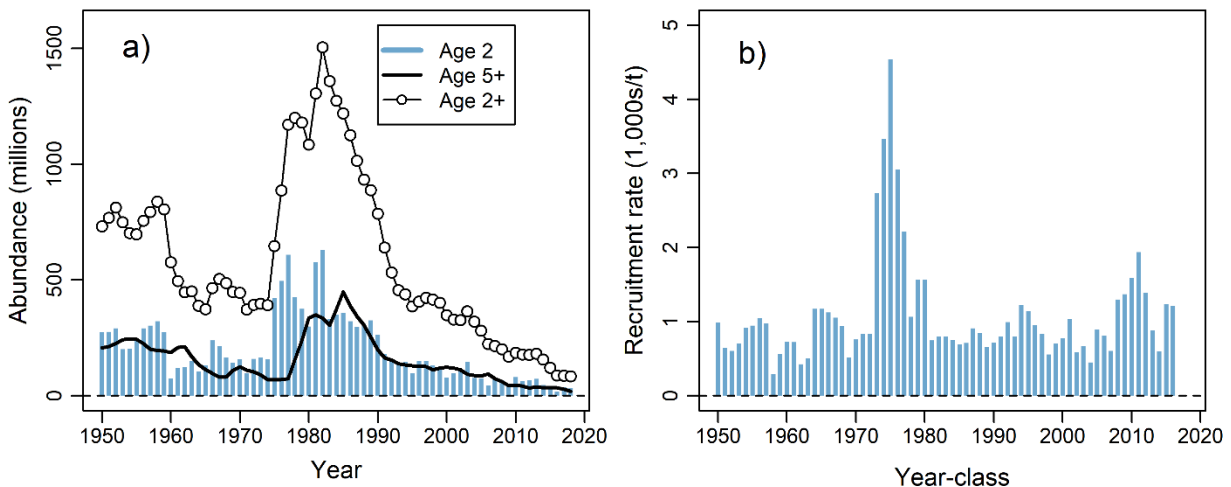 a)
Age 2
Age 5+
Age 2+
Abundance (millions)
1500
1000
500
0
1950 1960 1970 1980 1990 2000 2010 2020
Year
b)
Recruitment rate (1,000s/t)
5
4
3
2
1
0
1950 1960 1970 1980 1990 2000 2010 2020
Year-class